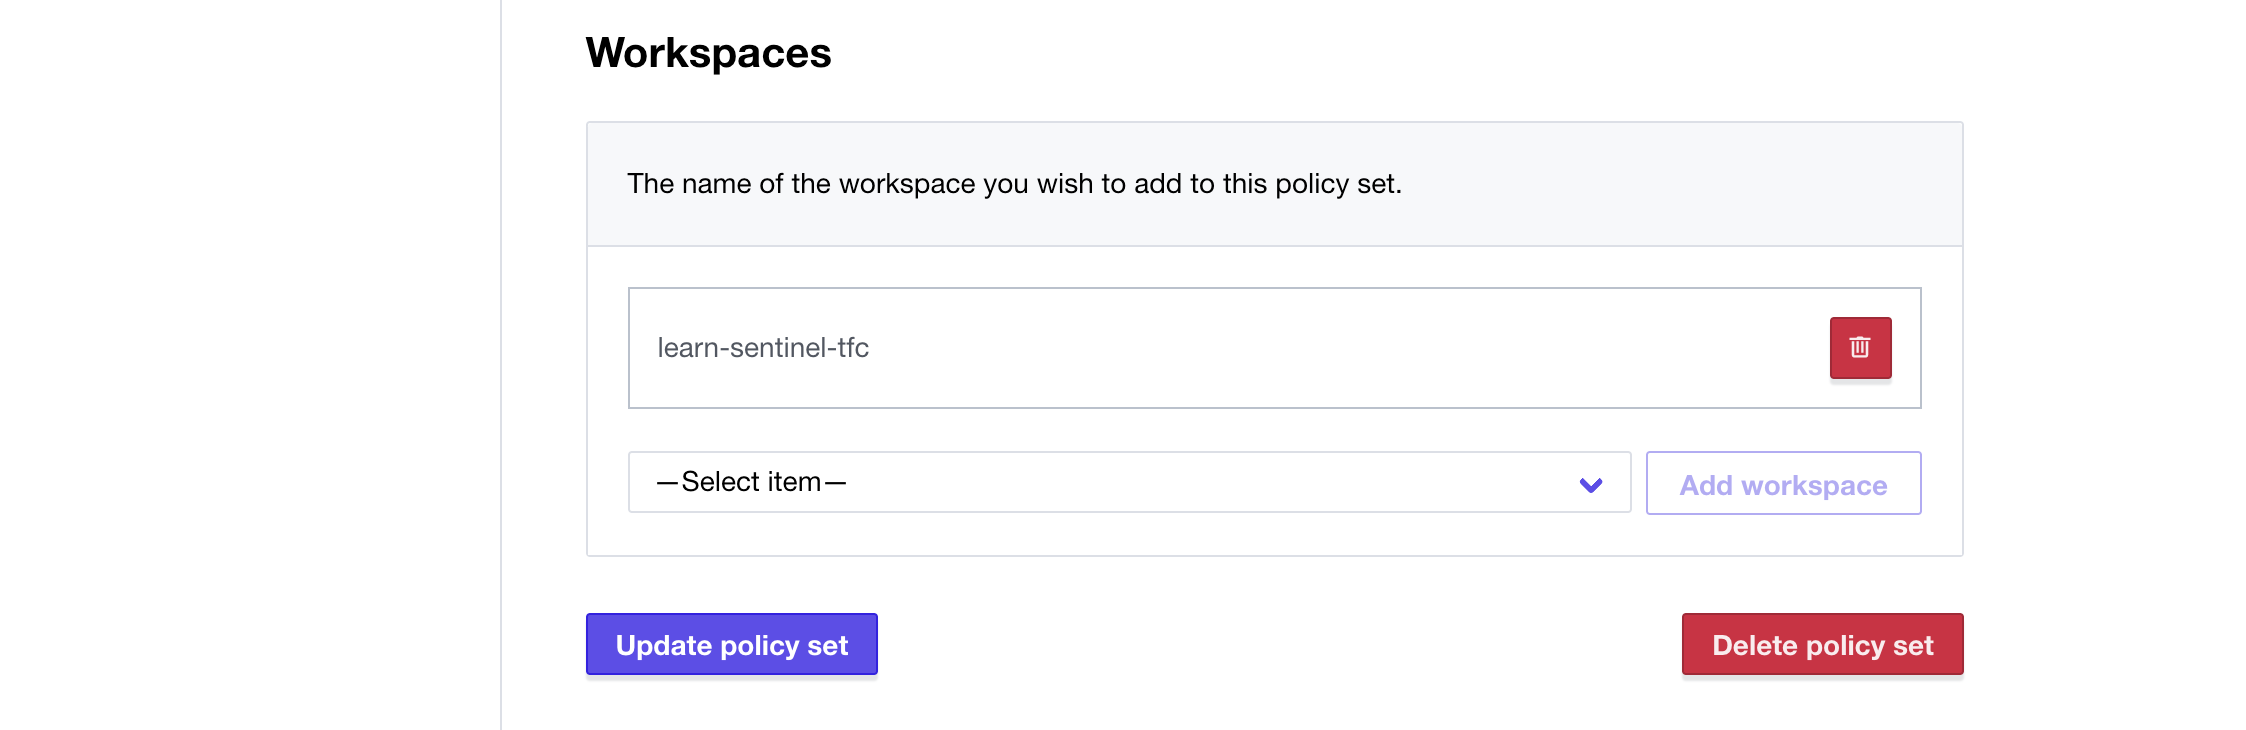 Workspaces
The name of the workspace you wish to add to this policy set.
learn-sentinel-tfc
—Select item—
Add workspace
Update policy set
Delete policy set